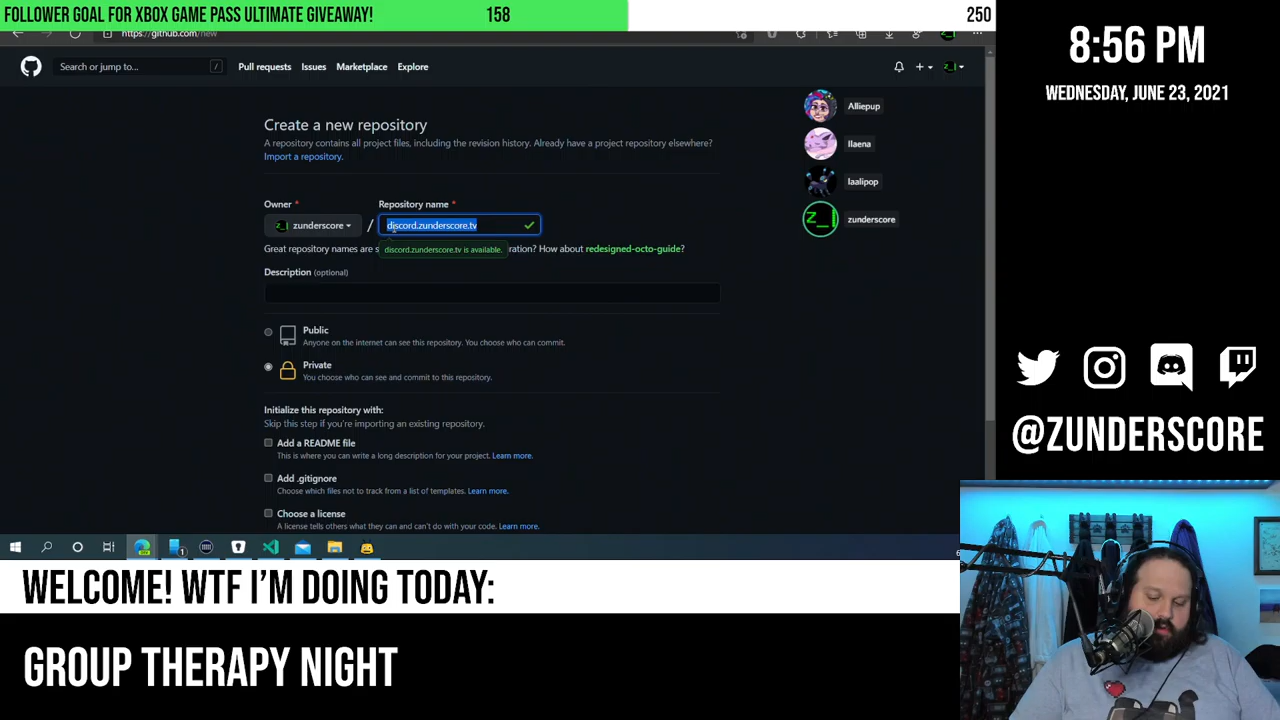 FOLLOWER GOAL FOR XBOX GAME PASS ULTIMATE GIVEAWAY! 158 250
https://github.com/new
Search or jump to... /
Pull requests Issues Marketplace Explore
Create a new repository
A repository contains all project files, including the revision history. Already have a project repository elsewhere?
Import a repository.
Owner * Repository name *
zunderscore / discord.zunderscore.tv
Great repository names are s ration? How about redesigned-octo-guide?
discord.zunderscore.tv is available.
Description (optional)
Public
Anyone on the internet can see this repository. You choose who can commit.
Private
You choose who can see and commit to this repository.
Initialize this repository with:
Skip this step if you're importing an existing repository.
Add a README file
This is where you can write a long description for your project. Learn more.
Add .gitignore
Choose which files not to track from a list of templates. Learn more.
Choose a license
A license tells others what they can and can't do with your code. Learn more.
Alliepup
llaena
laalipop
z_ zunderscore
8:56 PM
WEDNESDAY, JUNE 23, 2021
@ZUNDERSCORE
WELCOME! WTF I'M DOING TODAY:
GROUP THERAPY NIGHT